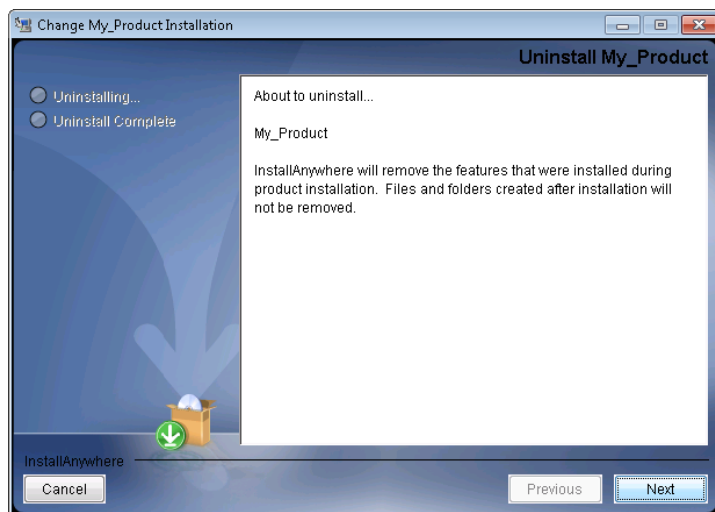 Change My_Product Installation
Uninstall My_Product
Uninstalling...
Uninstall Complete
About to uninstall...
My_Product
InstallAnywhere will remove the features that were installed during
product installation. Files and folders created after installation will
not be removed.
InstallAnywhere
Cancel
Previous
Next